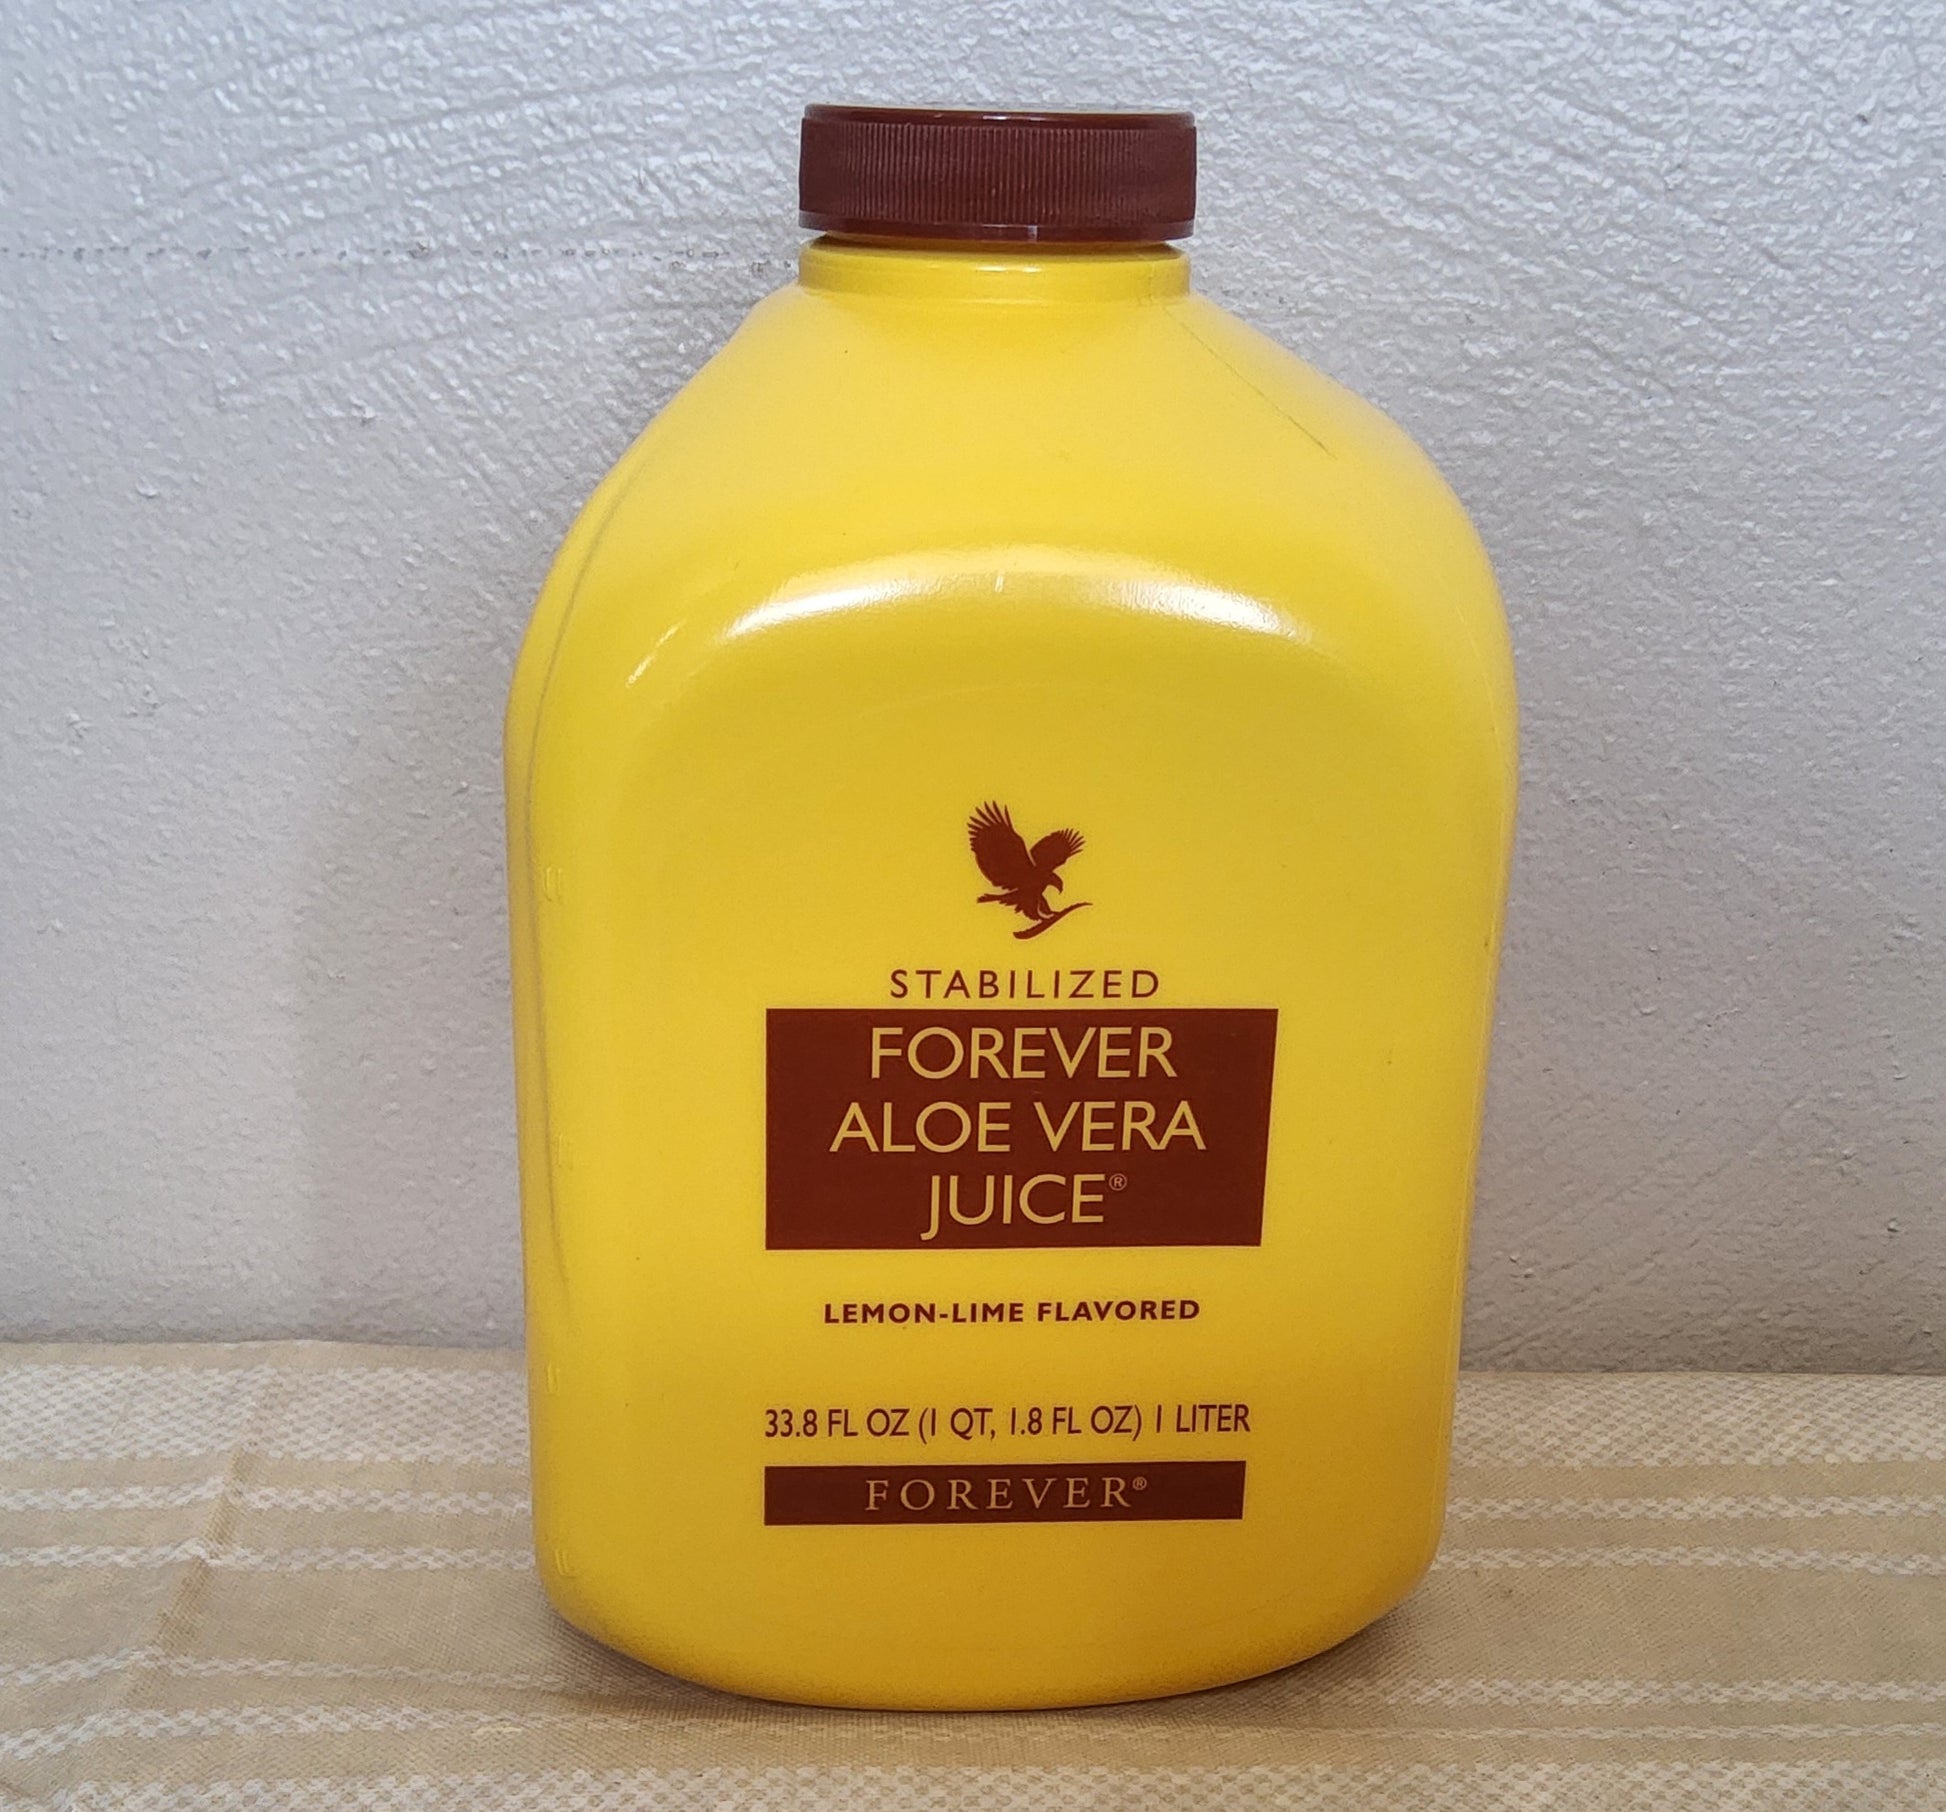 STABILIZED
FOREVER
ALOE VERA
JUICE®
LEMON-LIME FLAVORED
33.8 FL OZ (1 QT, 1.8 FL OZ) 1 LITER
FOREVER®